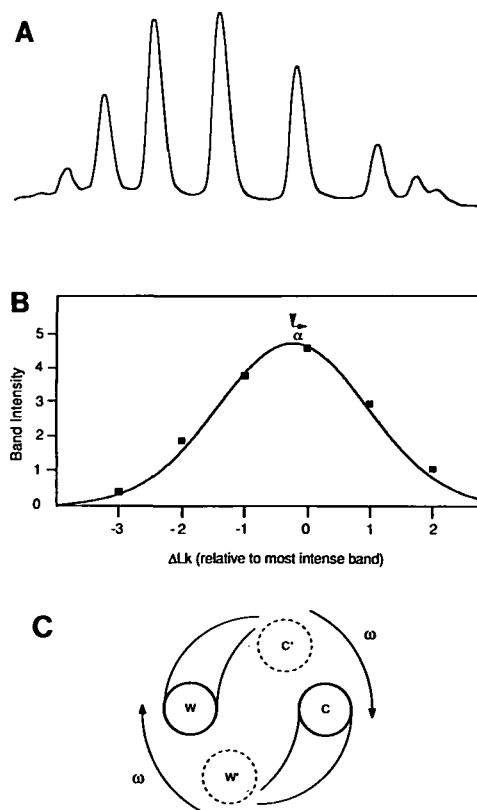 A
B
Band Intensity
5
4
3
2
1
0
α
-3
-2
-1
0
1
2
ΔLk (relative to most intense band)
C
ω
C'
W
C
W'
ω